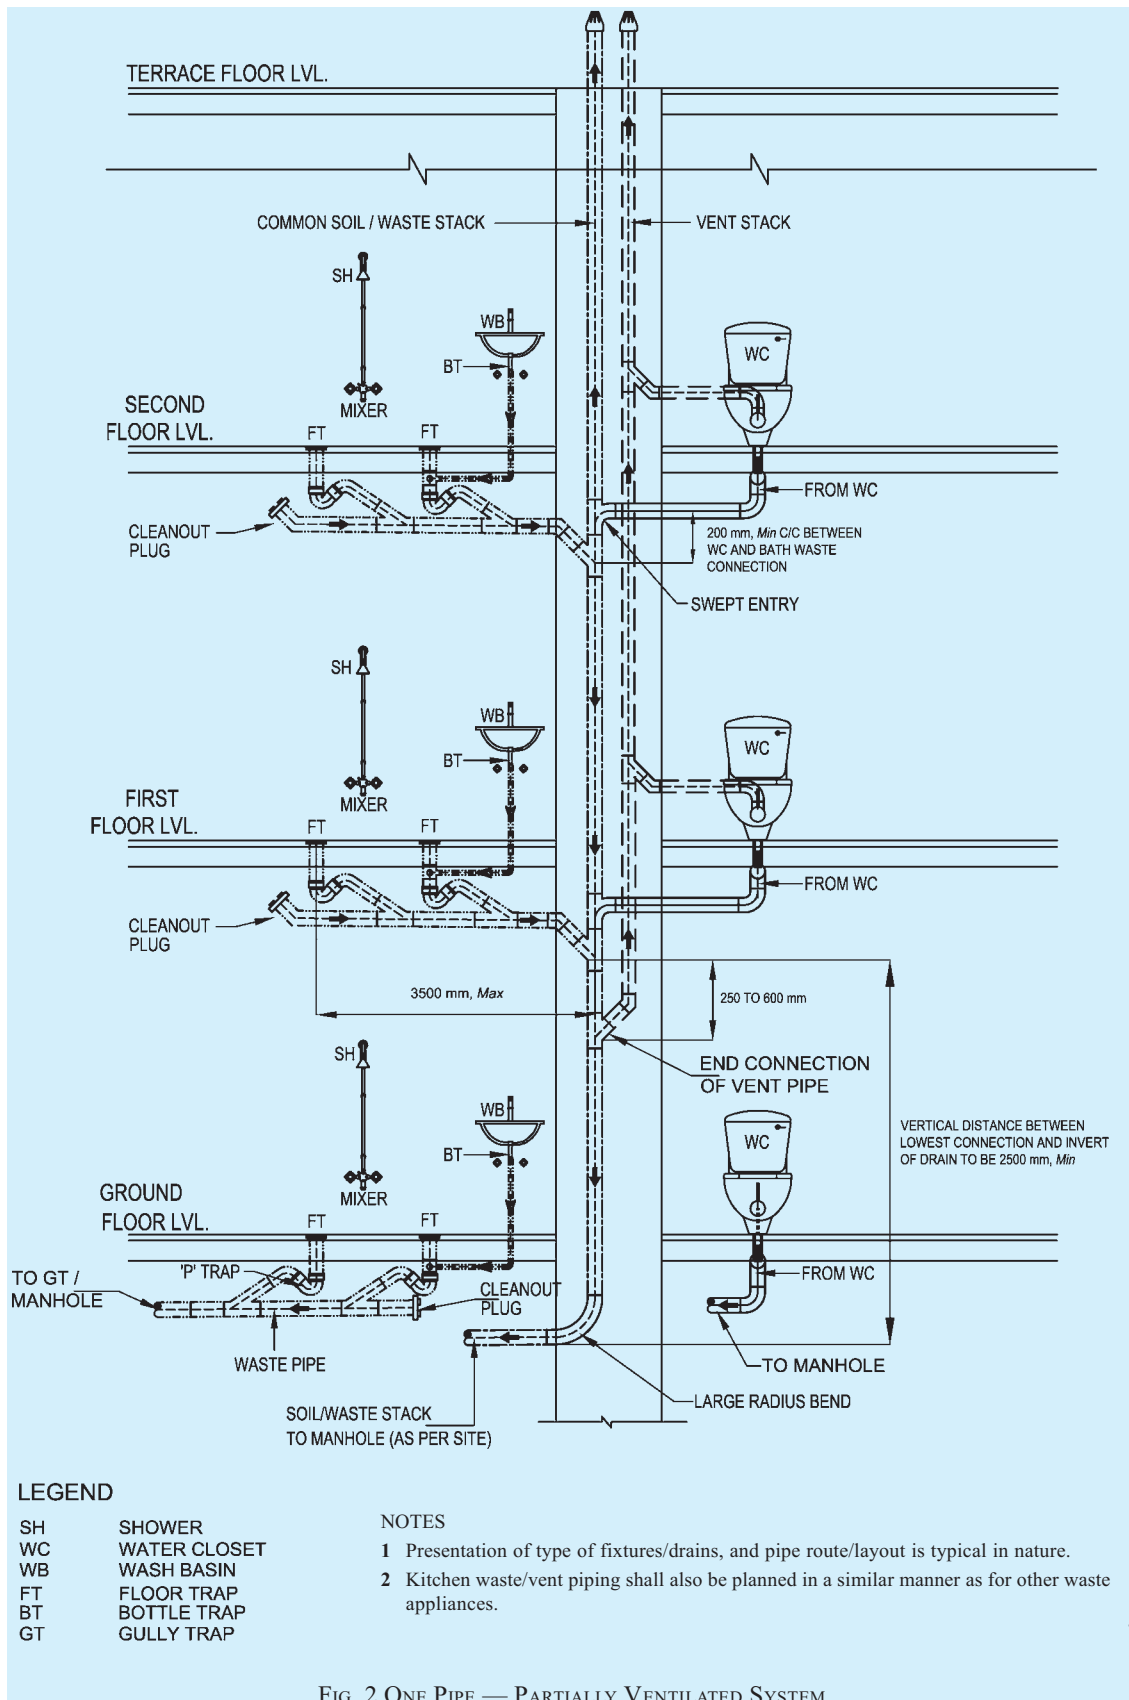 TERRACE FLOOR LVL.
COMMON SOIL / WASTE STACK
VENT STACK
SH
WB
BT
WC
MIXER
SECOND
FLOOR LVL.
FT
FT
FROM WC
CLEANOUT
PLUG
200 mm, Min C/C BETWEEN
WC AND BATH WASTE
CONNECTION
SWEPT ENTRY
SH
WB
BT
WC
MIXER
FIRST
FLOOR LVL.
FT
FT
FROM WC
CLEANOUT
PLUG
3500 mm, Max
250 TO 600 mm
END CONNECTION
OF VENT PIPE
SH
WB
BT
WC
VERTICAL DISTANCE BETWEEN
LOWEST CONNECTION AND INVERT
OF DRAIN TO BE 2500 mm, Min
MIXER
GROUND
FLOOR LVL.
FT
FT
'P' TRAP
TO GT /
MANHOLE
CLEANOUT
PLUG
FROM WC
WASTE PIPE
TO MANHOLE
LARGE RADIUS BEND
SOIL/WASTE STACK
TO MANHOLE (AS PER SITE)
LEGEND
SH SHOWER
WC WATER CLOSET
WB WASH BASIN
FT FLOOR TRAP
BT BOTTLE TRAP
GT GULLY TRAP
NOTES
1 Presentation of type of fixtures/drains, and pipe route/layout is typical in nature.
2 Kitchen waste/vent piping shall also be planned in a similar manner as for other waste
appliances.
FIG. 2 ONE PIPE — PARTIALLY VENTILATED SYSTEM